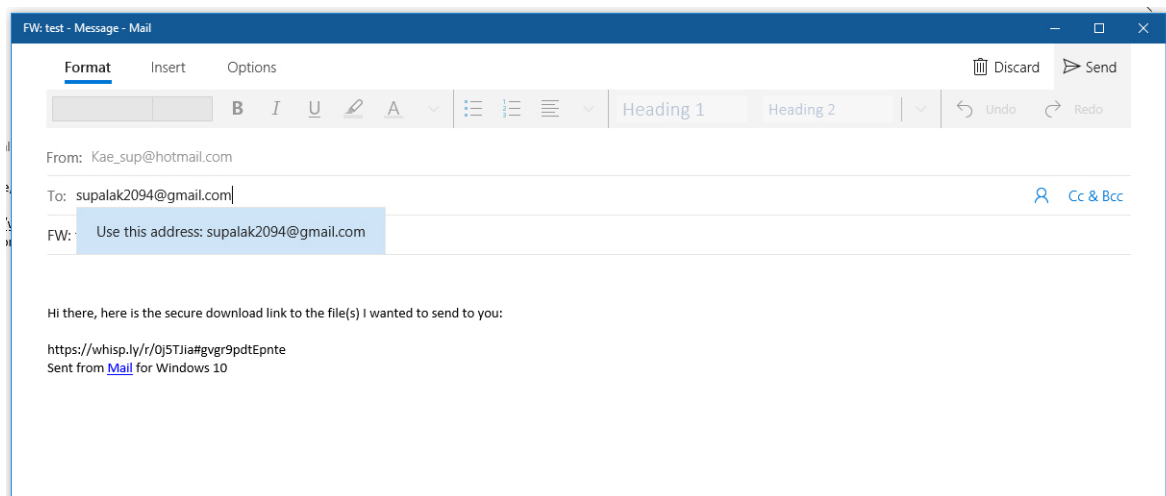 FW: test - Message - Mail
Format Insert Options Discard Send
B I U A Heading 1 Heading 2 Undo Redo
From: Kae_sup@hotmail.com
To: supalak2094@gmail.com Cc & Bcc
Use this address: supalak2094@gmail.com
FW:
Hi there, here is the secure download link to the file(s) I wanted to send to you:
https://whisp.ly/r/0j5TJia#gvgr9pdtEpnte
Sent from Mail for Windows 10